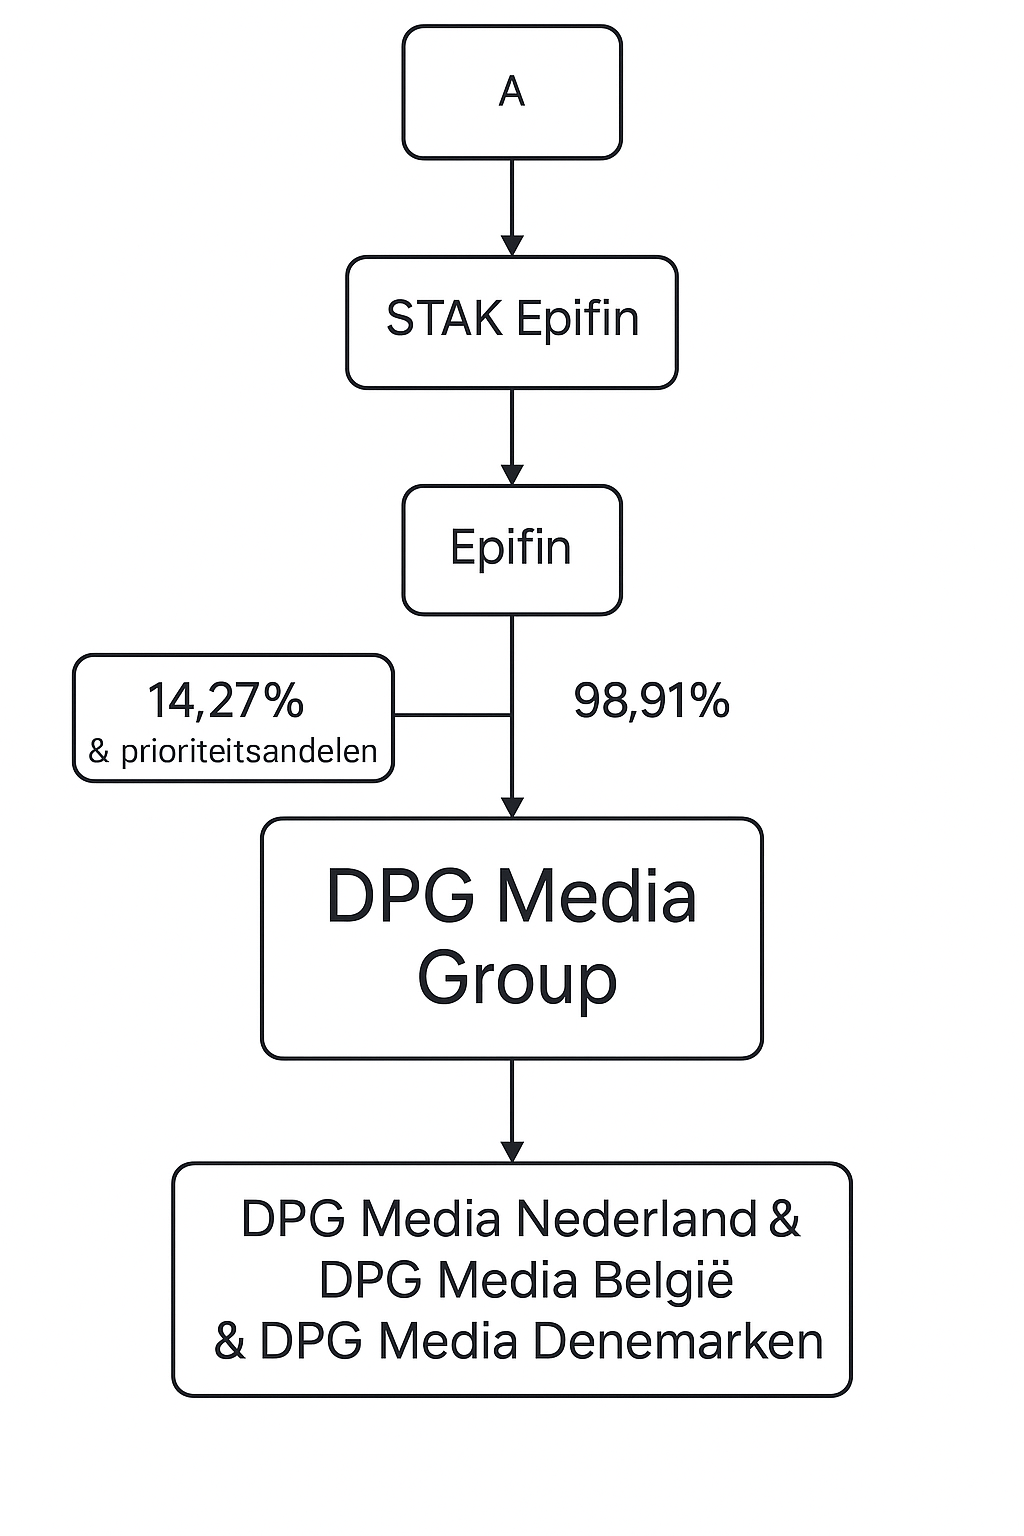 A
STAK Epifin
Epifin
14,27%
& prioriteitsandelen
98,91%
DPG Media
Group
DPG Media Nederland &
DPG Media België
& DPG Media Denemarken